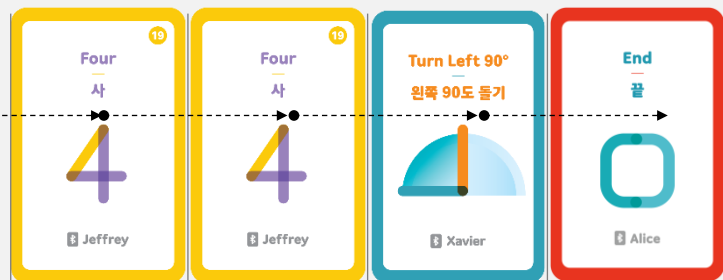 19
Four
사
Jeffrey
19
Four
사
Jeffrey
Turn Left 90°
왼쪽 90도 돌기
Xavier
End
끝
Alice